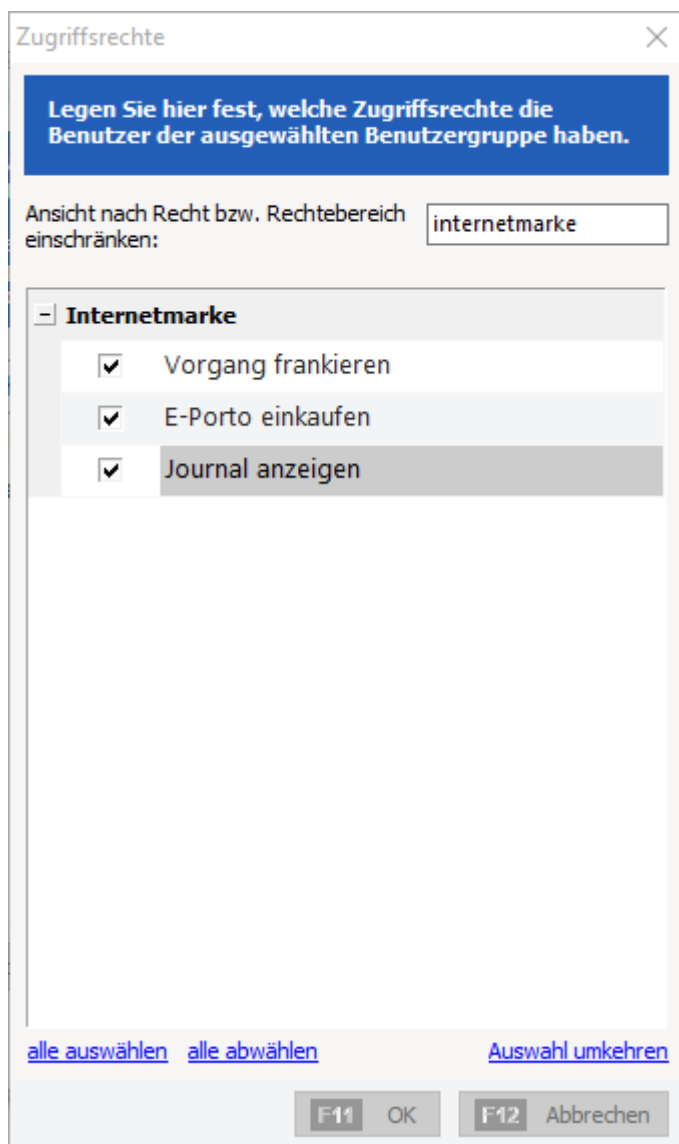 Zugriffsrechte
Legen Sie hier fest, welche Zugriffsrechte die
Benutzer der ausgewählten Benutzergruppe haben.
Ansicht nach Recht bzw. Rechtebereich
einschränken:
internetmarke
Internetmarke
Vorgang frankieren
E-Porto einkaufen
Journal anzeigen
alle auswählen alle abwählen Auswahl umkehren
F11 OK F12 Abbrechen